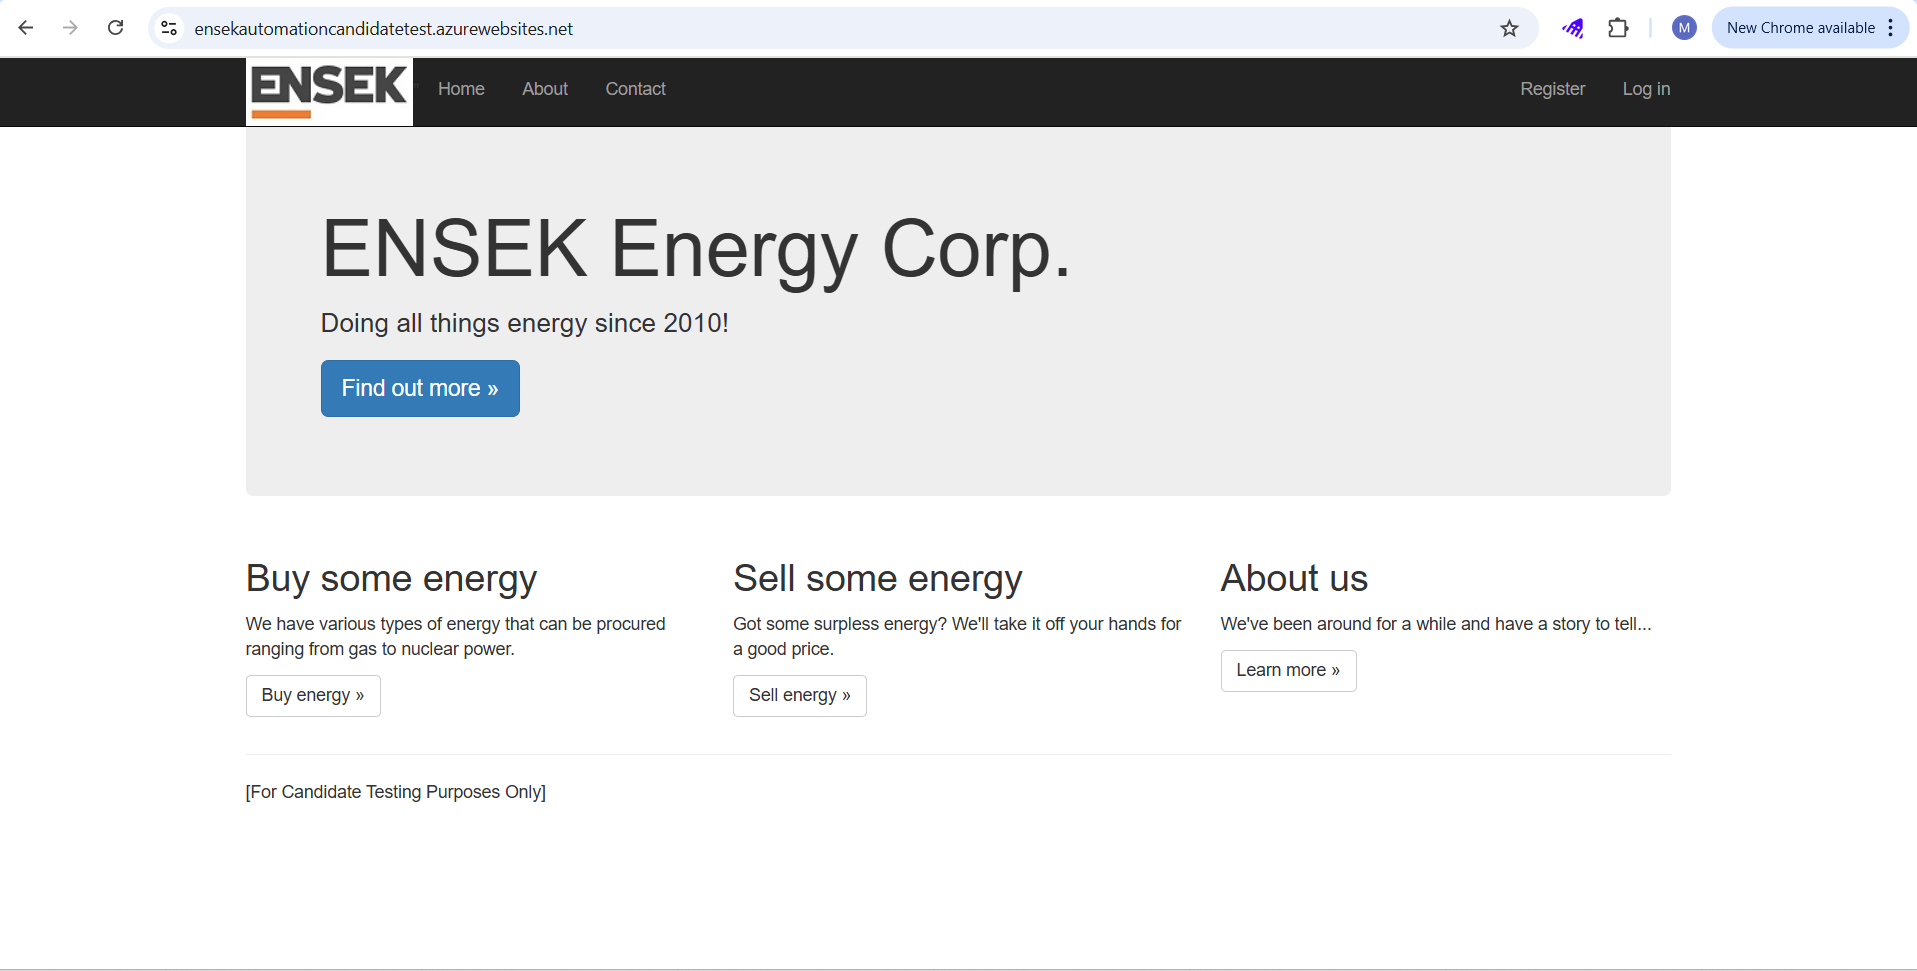 ensekautomationcandidatetest.azurewebsites.net
M
New Chrome available
ENSEK
Home
About
Contact
Register
Log in
ENSEK Energy Corp.
Doing all things energy since 2010!
Find out more »
Buy some energy
We have various types of energy that can be procured
ranging from gas to nuclear power.
Buy energy »
Sell some energy
Got some surpless energy? We'll take it off your hands for
a good price.
Sell energy »
About us
We've been around for a while and have a story to tell...
Learn more »
[For Candidate Testing Purposes Only]